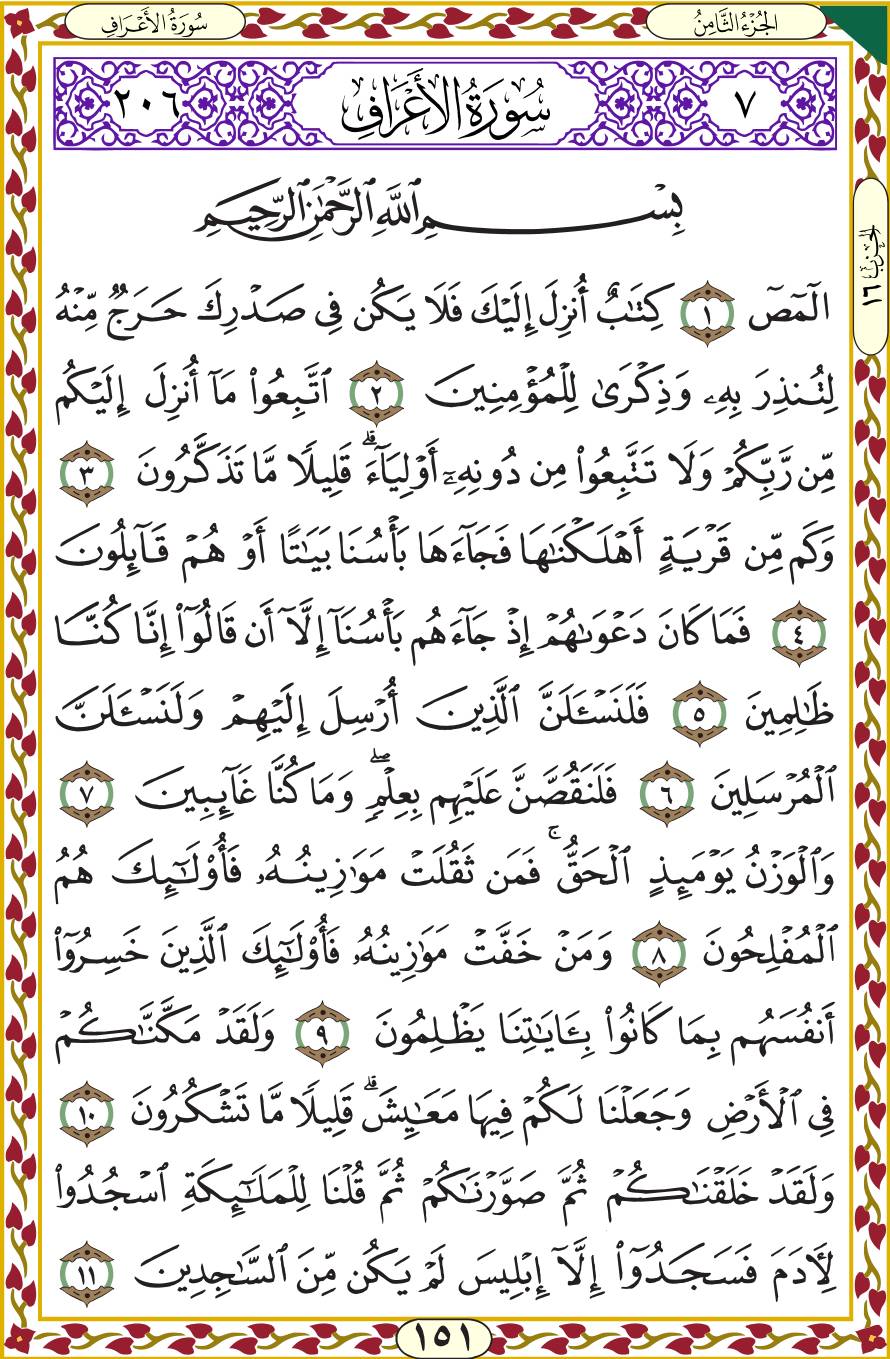 الجُزْءُ الثَّامِنُ
سُورَةُ الأَعْرَافِ
٧
سُورَةُ الأَعْرَافِ
٢٠٦
الحِزْب ١٦
بِسْمِ ٱللَّهِ ٱلرَّحْمَٰنِ ٱلرَّحِيمِ
الٓمٓصٓ ١ كِتَٰبٌ أُنزِلَ إِلَيْكَ فَلَا يَكُن فِى صَدْرِكَ حَرَجٌ مِّنْهُ
لِتُنذِرَ بِهِۦ وَذِكْرَىٰ لِلْمُؤْمِنِينَ ٢ ٱتَّبِعُوا۟ مَآ أُنزِلَ إِلَيْكُم
مِّن رَّبِّكُمْ وَلَا تَتَّبِعُوا۟ مِن دُونِهِۦٓ أَوْلِيَآءَۗ قَلِيلًا مَّا تَذَكَّرُونَ ٣
وَكَم مِّن قَرْيَةٍ أَهْلَكْنَٰهَا فَجَآءَهَا بَأْسُنَا بَيَٰتًا أَوْ هُمْ قَآئِلُونَ
٤ فَمَا كَانَ دَعْوَىٰهُمْ إِذْ جَآءَهُم بَأْسُنَآ إِلَّآ أَن قَالُوٓا۟ إِنَّا كُنَّا
ظَٰلِمِينَ ٥ فَلَنَسْـَٔلَنَّ ٱلَّذِينَ أُرْسِلَ إِلَيْهِمْ وَلَنَسْـَٔلَنَّ
ٱلْمُرْسَلِينَ ٦ فَلَنَقُصَّنَّ عَلَيْهِم بِعِلْمٍۖ وَمَا كُنَّا غَآئِبِينَ ٧
وَٱلْوَزْنُ يَوْمَئِذٍ ٱلْحَقُّۚ فَمَن ثَقُلَتْ مَوَٰزِينُهُۥ فَأُو۟لَٰٓئِكَ هُمُ
ٱلْمُفْلِحُونَ ٨ وَمَنْ خَفَّتْ مَوَٰزِينُهُۥ فَأُو۟لَٰٓئِكَ ٱلَّذِينَ خَسِرُوٓا۟
أَنفُسَهُم بِمَا كَانُوا۟ بِـَٔايَٰتِنَا يَظْلِمُونَ ٩ وَلَقَدْ مَكَّنَّٰكُمْ
فِى ٱلْأَرْضِ وَجَعَلْنَا لَكُمْ فِيهَا مَعَٰيِشَۗ قَلِيلًا مَّا تَشْكُرُونَ ١٠
وَلَقَدْ خَلَقْنَٰكُمْ ثُمَّ صَوَّرْنَٰكُمْ ثُمَّ قُلْنَا لِلْمَلَٰٓئِكَةِ ٱسْجُدُوا۟
لِـَٔادَمَ فَسَجَدُوٓا۟ إِلَّآ إِبْلِيسَ لَمْ يَكُن مِّنَ ٱلسَّٰجِدِينَ ١١
١٥١